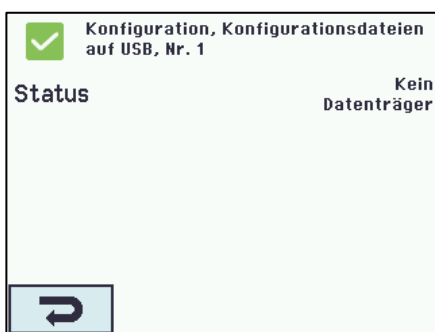 Konfiguration, Konfigurationsdateien
auf USB, Nr. 1
Status
Kein
Datenträger